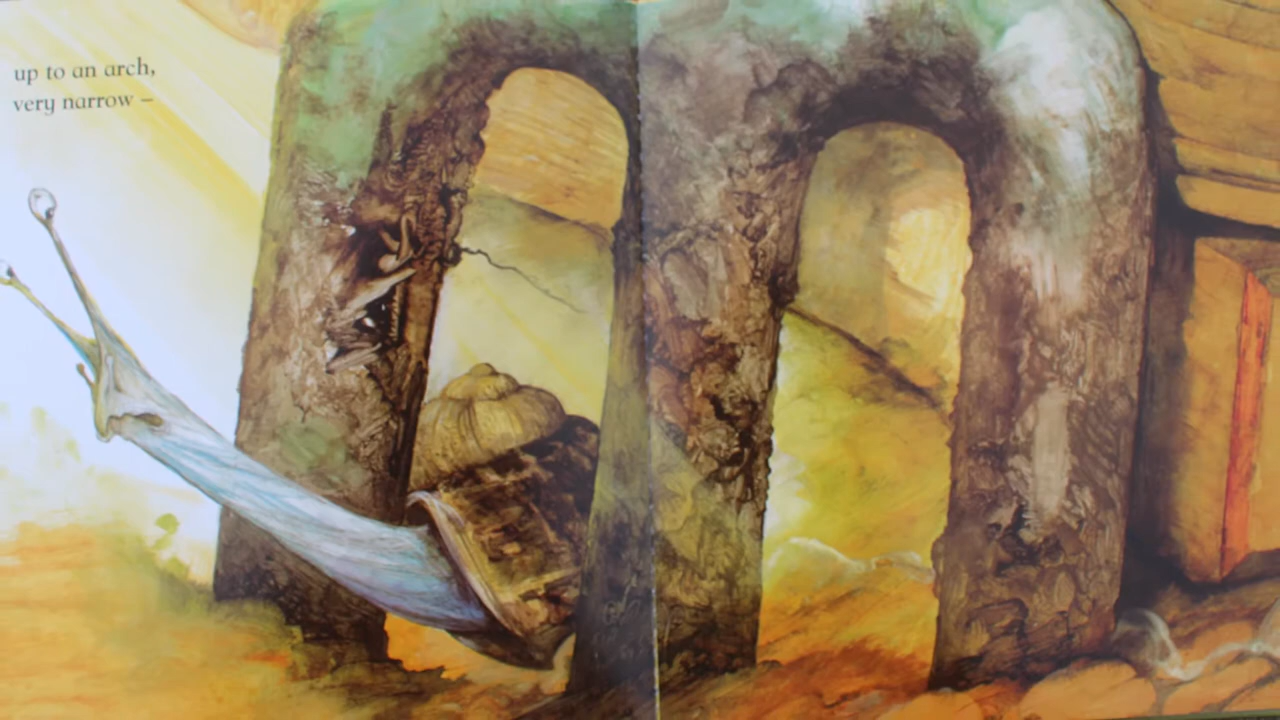 up to an arch,
very narrow –